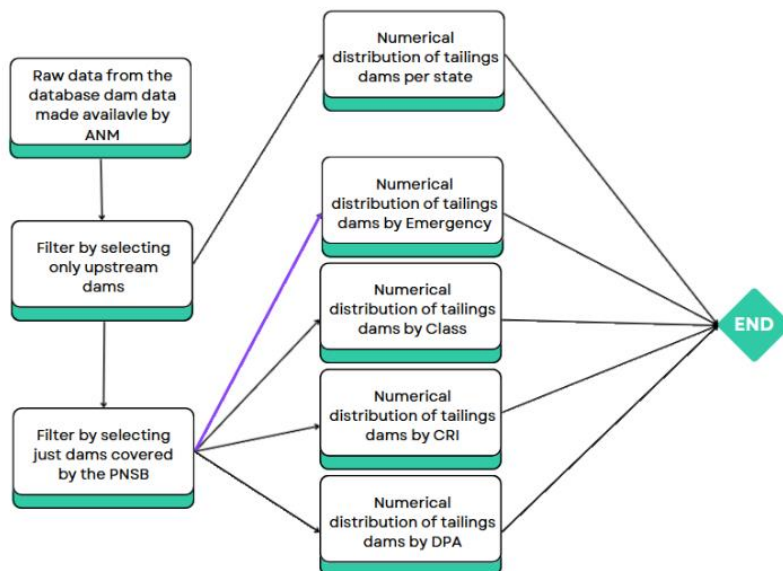 Raw data from the
database dam data
made availavle by
ANM
Filter by selecting
only upstream
dams
Filter by selecting
just dams covered
by the PNSB
Numerical
distribution of tailings
dams per state
Numerical
distribution of tailings
dams by Emergency
Numerical
distribution of tailings
dams by Class
Numerical
distribution of tailings
dams by CRI
Numerical
distribution of tailings
dams by DPA
END